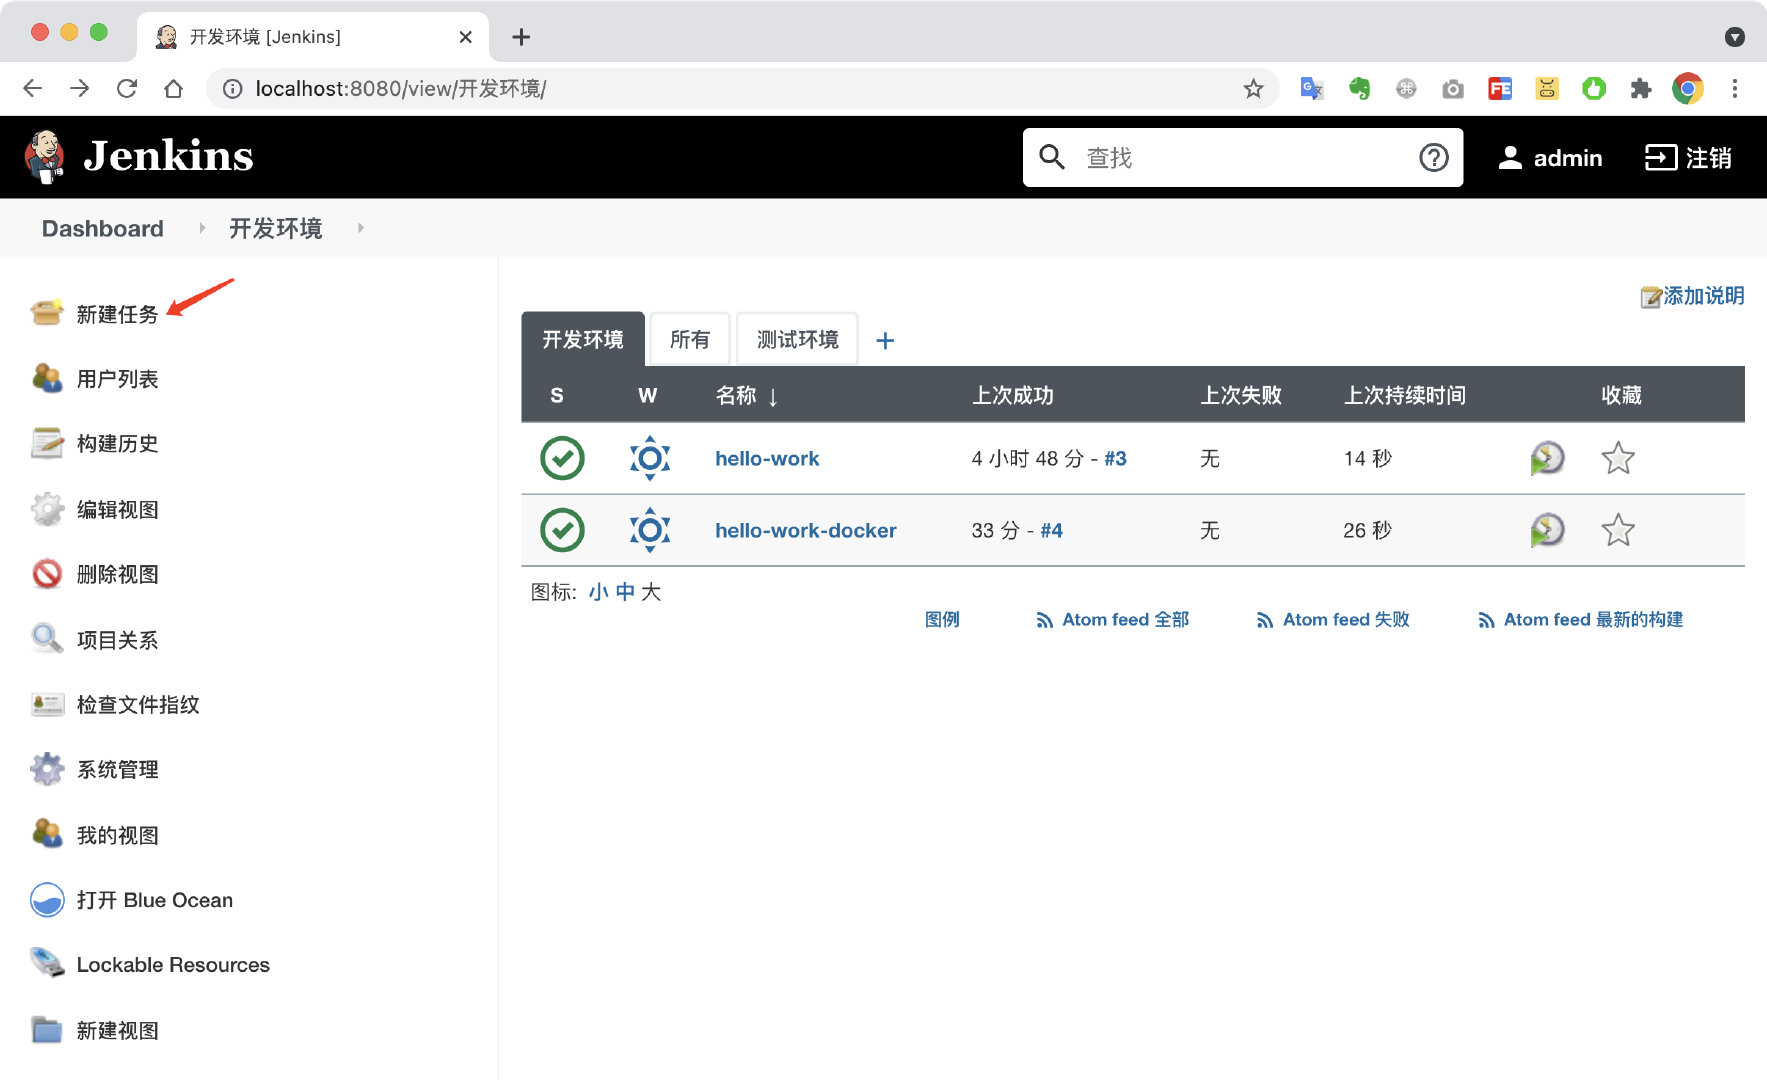 开发环境 [Jenkins]
localhost:8080/view/开发环境/
Jenkins
查找
admin
注销
Dashboard
开发环境
新建任务
用户列表
构建历史
编辑视图
删除视图
项目关系
检查文件指纹
系统管理
我的视图
打开 Blue Ocean
Lockable Resources
新建视图
添加说明
开发环境 所有 测试环境 +
S W 名称 ↓ 上次成功 上次失败 上次持续时间 收藏
hello-work 4 小时 48 分 - #3 无 14 秒
hello-work-docker 33 分 - #4 无 26 秒
图标: 小 中 大
图例 Atom feed 全部 Atom feed 失败 Atom feed 最新的构建